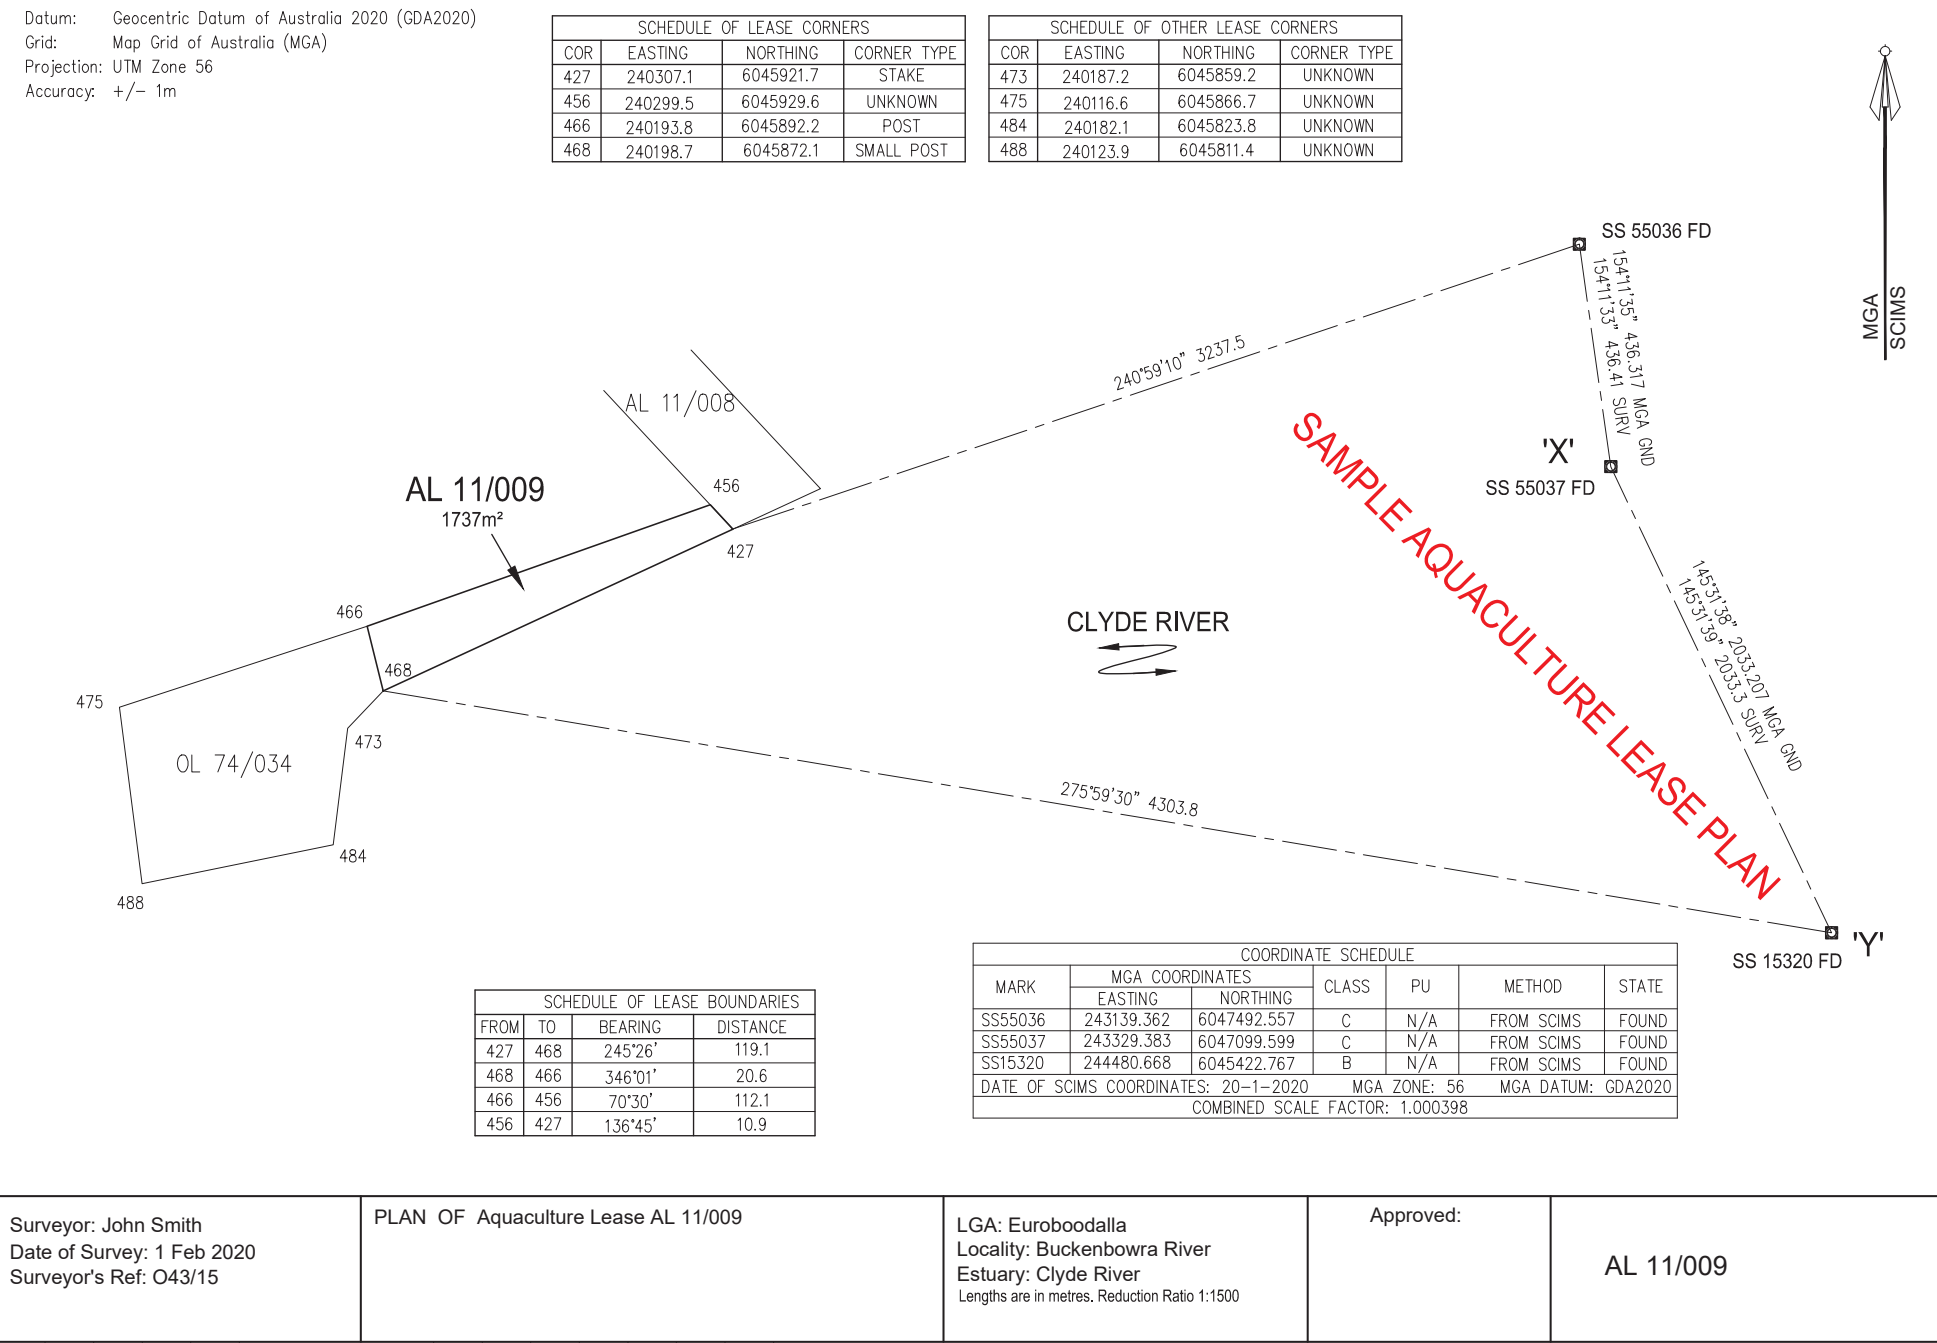 Datum: Geocentric Datum of Australia 2020 (GDA2020)
Grid: Map Grid of Australia (MGA)
Projection: UTM Zone 56
Accuracy: +/- 1m
SCHEDULE OF LEASE CORNERS
COR EASTING NORTHING CORNER TYPE
427 240307.1 6045921.7 STAKE
456 240299.5 6045929.6 UNKNOWN
466 240193.8 6045892.2 POST
468 240198.7 6045872.1 SMALL POST
SCHEDULE OF OTHER LEASE CORNERS
COR EASTING NORTHING CORNER TYPE
473 240187.2 6045859.2 UNKNOWN
475 240116.6 6045866.7 UNKNOWN
484 240182.1 6045823.8 UNKNOWN
488 240123.9 6045811.4 UNKNOWN
MGA
SCIMS
SS 55036 FD
154°11'35" 436.317 MGA GND
154°11'33" 436.41 SURV
240°59'10" 3237.5
AL 11/008
'X'
SS 55037 FD
AL 11/009
1737m²
456
427
SAMPLE AQUACULTURE LEASE PLAN
466
CLYDE RIVER
468
145°31'38" 2033.207 MGA GND
145°31'39" 2033.3 SURV
475
473
OL 74/034
275°59'30" 4303.8
484
488
'Y'
SS 15320 FD
COORDINATE SCHEDULE
MARK MGA COORDINATES CLASS PU METHOD STATE
EASTING NORTHING
SS55036 243139.362 6047492.557 C N/A FROM SCIMS FOUND
SS55037 243329.383 6047099.599 C N/A FROM SCIMS FOUND
SS15320 244480.668 6045422.767 B N/A FROM SCIMS FOUND
DATE OF SCIMS COORDINATES: 20-1-2020 MGA ZONE: 56 MGA DATUM: GDA2020
COMBINED SCALE FACTOR: 1.000398
SCHEDULE OF LEASE BOUNDARIES
FROM TO BEARING DISTANCE
427 468 245°26' 119.1
468 466 346°01' 20.6
466 456 70°30' 112.1
456 427 136°45' 10.9
Surveyor: John Smith
Date of Survey: 1 Feb 2020
Surveyor's Ref: O43/15
PLAN OF Aquaculture Lease AL 11/009
LGA: Euroboodalla
Locality: Buckenbowra River
Estuary: Clyde River
Lengths are in metres. Reduction Ratio 1:1500
Approved:
AL 11/009